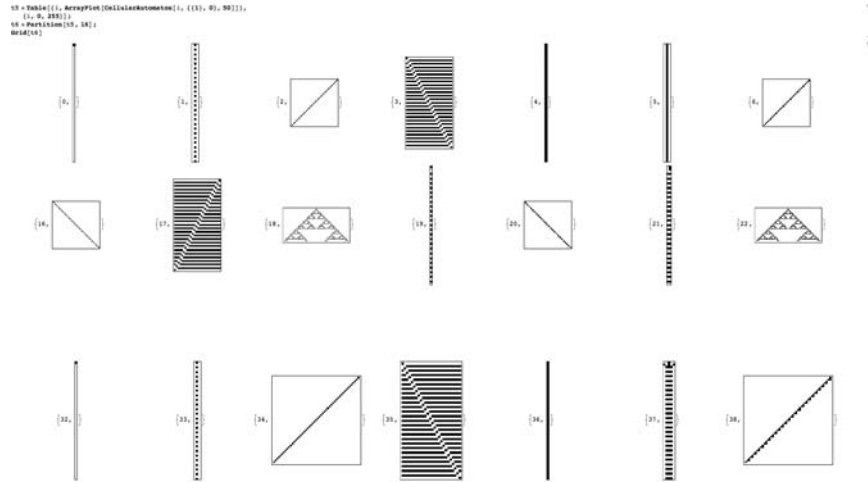 t5 = Table[{i, ArrayPlot[CellularAutomaton[i, {{1}, 0}, 50]]},
{i, 0, 255}];
t6 = Partition[t5, 16];
Grid[t6]
{0, } {1, } {2, } {3, } {4, } {5, } {6, }
{16, } {17, } {18, } {19, } {20, } {21, } {22, }
{32, } {33, } {34, } {35, } {36, } {37, } {38, }